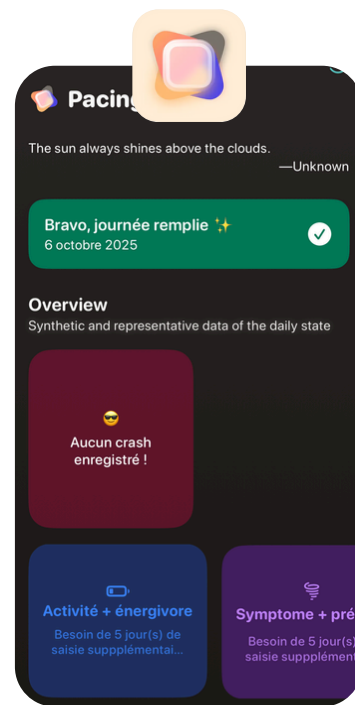 Pacing
The sun always shines above the clouds.
—Unknown
Bravo, journée remplie ✨
6 octobre 2025
Overview
Synthetic and representative data of the daily state
😎
Aucun crash
enregistré !
Activité + énergivore
Besoin de 5 jour(s) de
saisie suppplémentai...
Symptome + pré
Besoin de 5 jour(s)
saisie suppplément